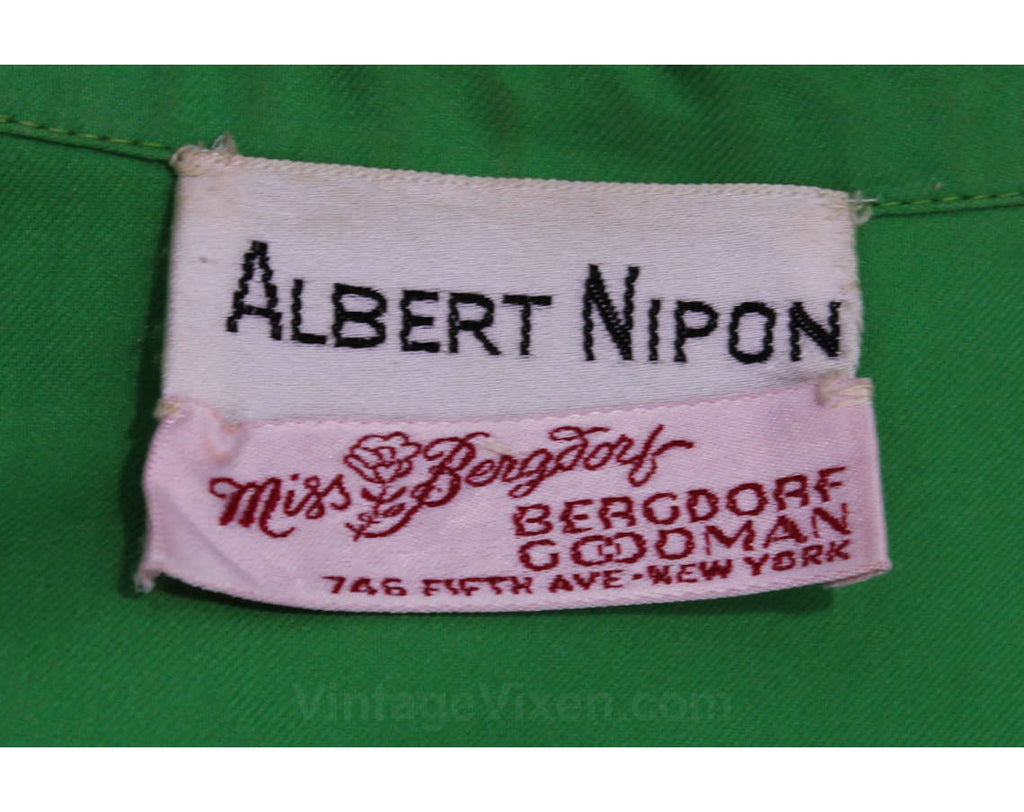 ALBERT NIPON
Miss Bergdorf
BERGDORF
GOODMAN
746 FIFTH AVE·NEW YORK
VintageVixen.com